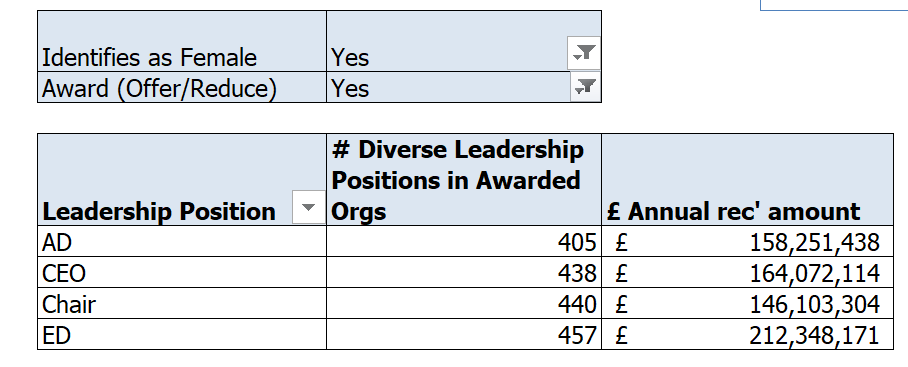 Identifies as Female Yes
Award (Offer/Reduce) Yes
# Diverse Leadership
Positions in Awarded
Leadership Position Orgs £ Annual rec' amount
AD 405 £ 158,251,438
CEO 438 £ 164,072,114
Chair 440 £ 146,103,304
ED 457 £ 212,348,171